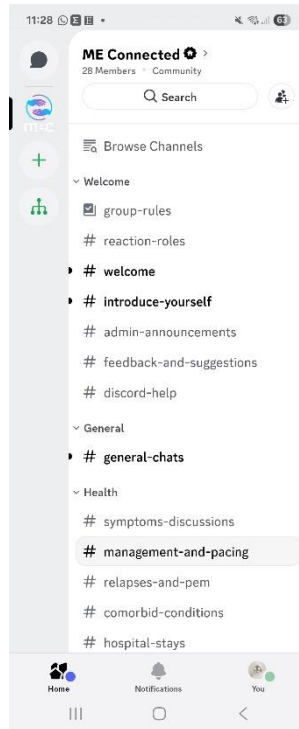 11:28
63
ME Connected
28 Members Community
Search
Browse Channels
Welcome
group-rules
# reaction-roles
# welcome
# introduce-yourself
# admin-announcements
# feedback-and-suggestions
# discord-help
General
# general-chats
Health
# symptoms-discussions
# management-and-pacing
# relapses-and-pem
# comorbid-conditions
# hospital-stays
Home Notifications You